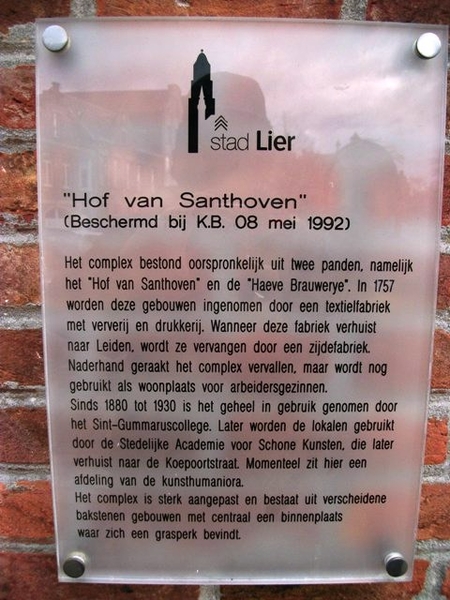 stad Lier
"Hof van Santhoven"
(Beschermd bij K.B. 08 mei 1992)
Het complex bestond oorspronkelijk uit twee panden, namelijk
het "Hof van Santhoven" en de "Haeve Brauwerye". In 1757
worden deze gebouwen ingenomen door een textielfabriek
met ververij en drukkerij. Wanneer deze fabriek verhuist
naar Leiden, wordt ze vervangen door een zijdefabriek.
Naderhand geraakt het complex vervallen, maar wordt nog
gebruikt als woonplaats voor arbeidersgezinnen.
Sinds 1880 tot 1930 is het geheel in gebruik genomen door
het Sint-Gummaruscollege. Later worden de lokalen gebruikt
door de Stedelijke Academie voor Schone Kunsten, die later
verhuist naar de Koepoortstraat. Momenteel zit hier een
afdeling van de kunsthumaniora.
Het complex is sterk aangepast en bestaat uit verscheidene
bakstenen gebouwen met centraal een binnenplaats
waar zich een grasperk bevindt.